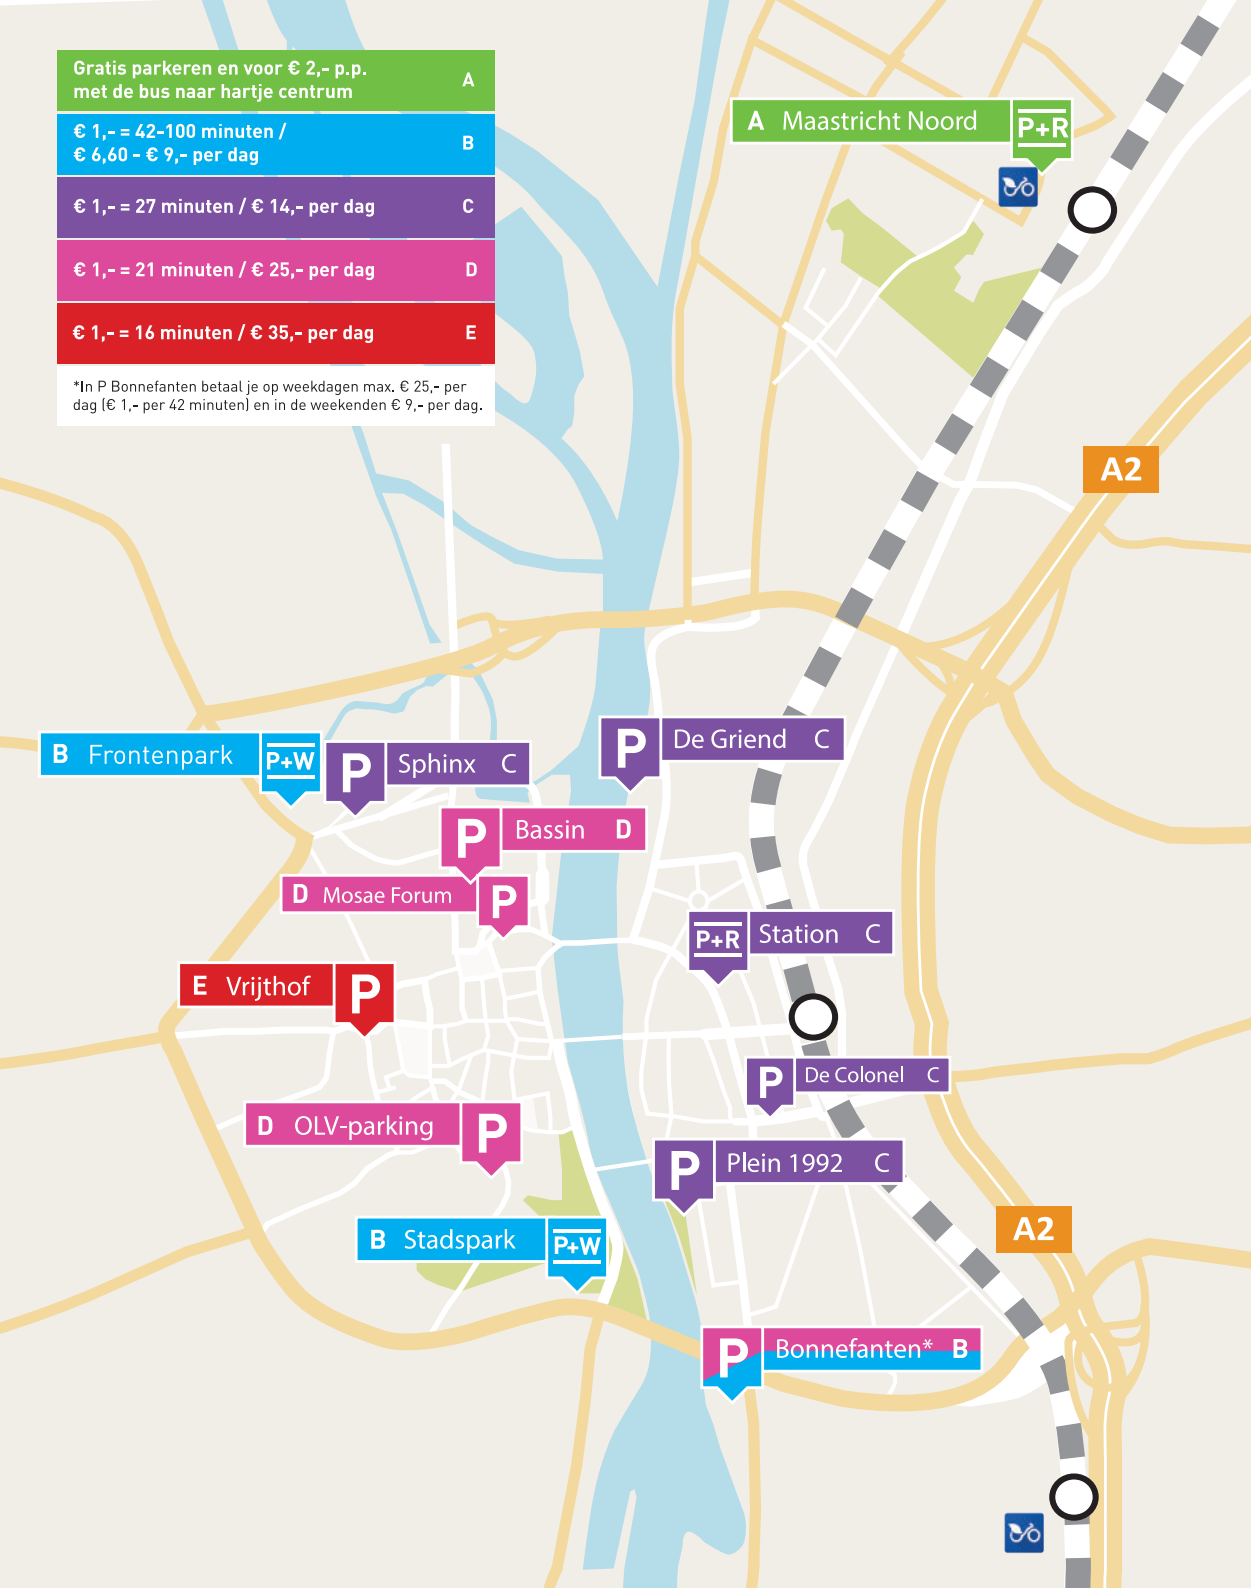 Gratis parkeren en voor € 2,- p.p.
met de bus naar hartje centrum A
€ 1,- = 42-100 minuten /
€ 6,60 - € 9,- per dag B
€ 1,- = 27 minuten / € 14,- per dag C
€ 1,- = 21 minuten / € 25,- per dag D
€ 1,- = 16 minuten / € 35,- per dag E
*In P Bonnefanten betaal je op weekdagen max. € 25,- per
dag (€ 1,- per 42 minuten) en in de weekenden € 9,- per dag.
A Maastricht Noord P+R
A2
B Frontenpark P+W
P Sphinx C
P De Griend C
P Bassin D
D Mosae Forum P
P+R Station C
E Vrijthof P
P De Colonel C
D OLV-parking P
P Plein 1992 C
B Stadspark P+W
A2
P Bonnefanten* B